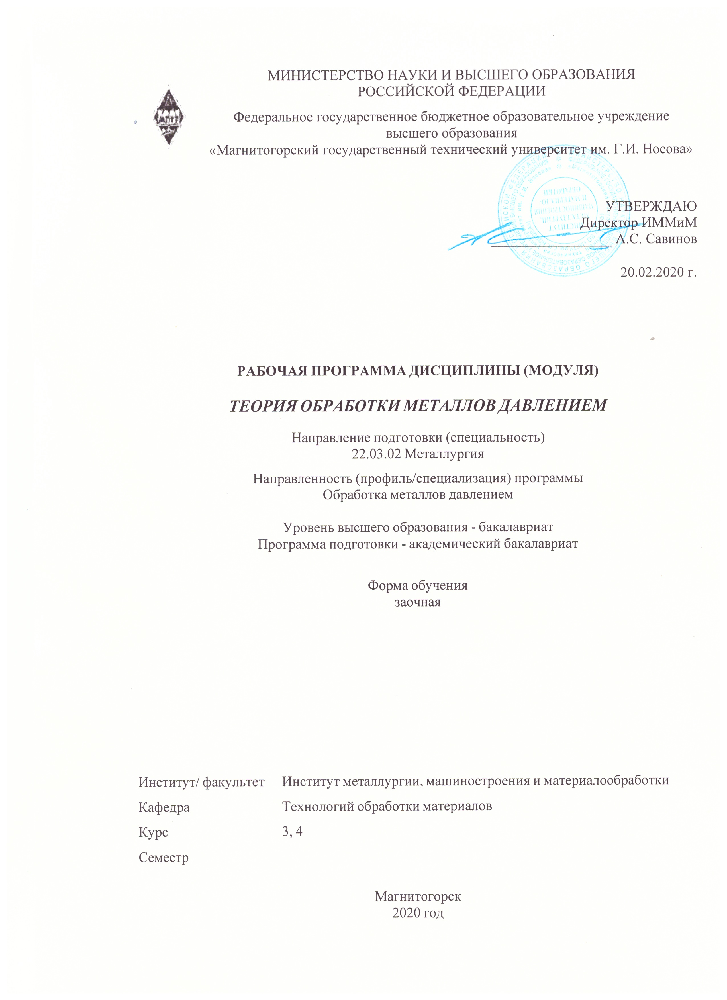 МИНИСТЕРСТВО НАУКИ И ВЫСШЕГО ОБРАЗОВАНИЯ
РОССИЙСКОЙ ФЕДЕРАЦИИ
Федеральное государственное бюджетное образовательное учреждение
высшего образования
«Магнитогорский государственный технический университет им. Г.И. Носова»
УТВЕРЖДАЮ
Директор ИММиМ
А.С. Савинов
20.02.2020 г.
РАБОЧАЯ ПРОГРАММА ДИСЦИПЛИНЫ (МОДУЛЯ)
ТЕОРИЯ ОБРАБОТКИ МЕТАЛЛОВ ДАВЛЕНИЕМ
Направление подготовки (специальность)
22.03.02 Металлургия
Направленность (профиль/специализация) программы
Обработка металлов давлением
Уровень высшего образования - бакалавриат
Программа подготовки - академический бакалавриат
Форма обучения
заочная
Институт/ факультет Институт металлургии, машиностроения и материалообработки
Кафедра Технологий обработки материалов
Курс 3, 4
Семестр
Магнитогорск
2020 год